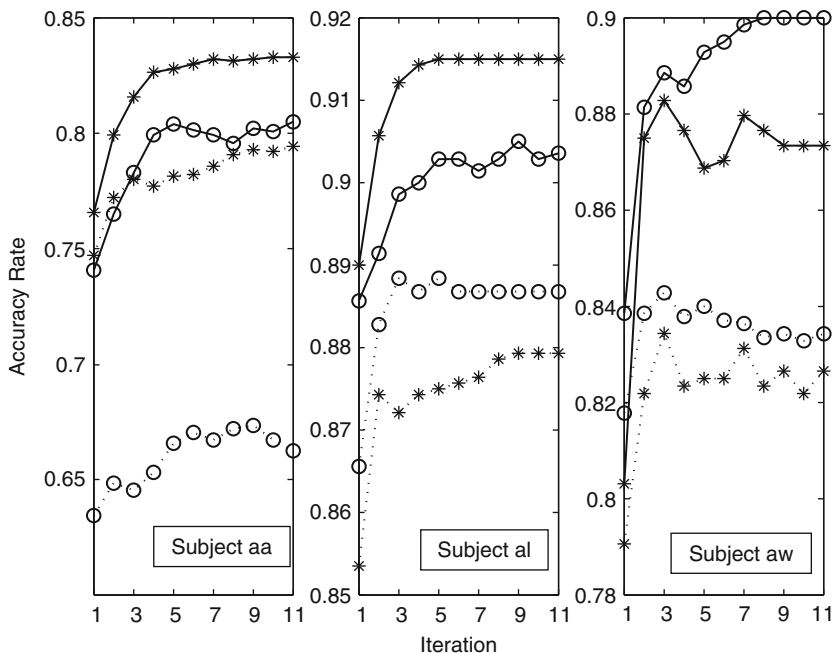 Accuracy Rate
0.85
0.8
0.75
0.7
0.65
1 3 5 7 9 11
Subject aa
0.92
0.91
0.9
0.89
0.88
0.87
0.86
0.85
1 3 5 7 9 11
Subject al
0.9
0.88
0.86
0.84
0.82
0.8
0.78
1 3 5 7 9 11
Subject aw
Iteration